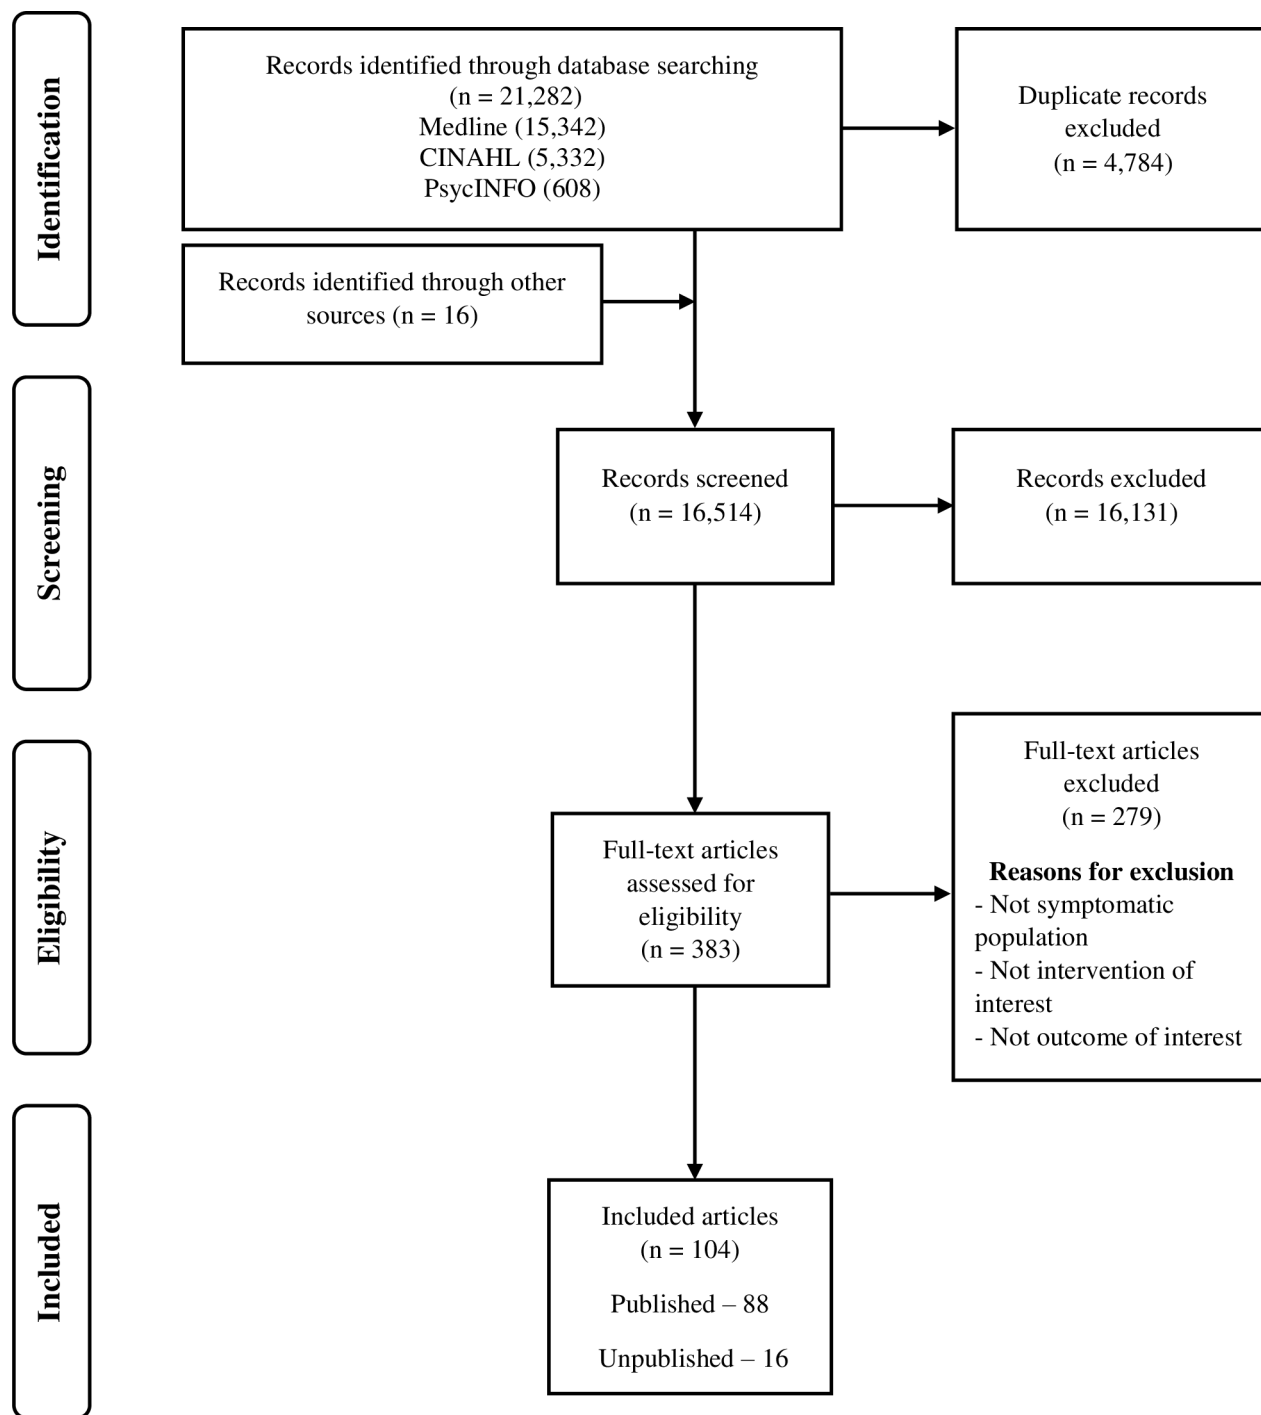 Identification
Records identified through database searching
(n = 21,282)
Medline (15,342)
CINAHL (5,332)
PsycINFO (608)
Duplicate records
excluded
(n = 4,784)
Records identified through other
sources (n = 16)
Screening
Records screened
(n = 16,514)
Records excluded
(n = 16,131)
Eligibility
Full-text articles
assessed for
eligibility
(n = 383)
Full-text articles
excluded
(n = 279)
Reasons for exclusion
- Not symptomatic
population
- Not intervention of
interest
- Not outcome of interest
Included
Included articles
(n = 104)
Published – 88
Unpublished – 16